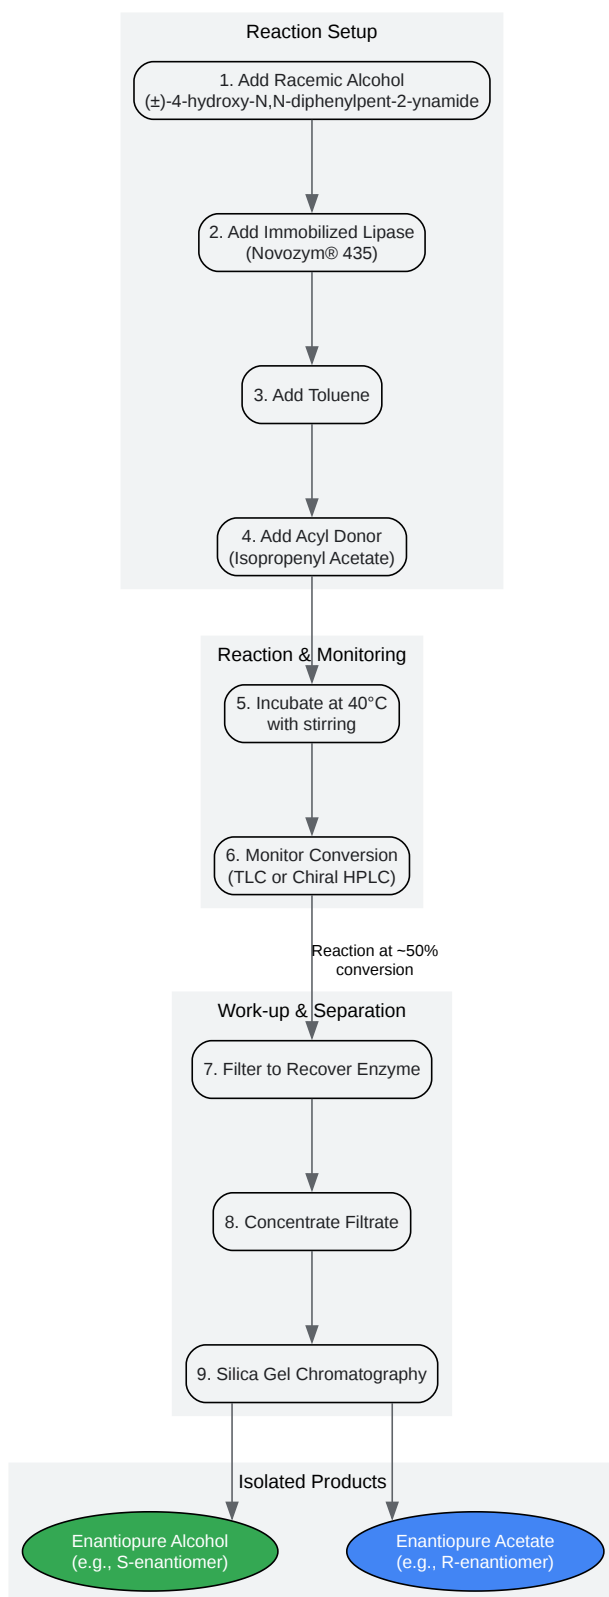 Reaction Setup
1. Add Racemic Alcohol
(±)-4-hydroxy-N,N-diphenylpent-2-ynamide
2. Add Immobilized Lipase
(Novozym® 435)
3. Add Toluene
4. Add Acyl Donor
(Isopropenyl Acetate)
Reaction & Monitoring
5. Incubate at 40°C
with stirring
6. Monitor Conversion
(TLC or Chiral HPLC)
Reaction at ~50%
conversion
Work-up & Separation
7. Filter to Recover Enzyme
8. Concentrate Filtrate
9. Silica Gel Chromatography
Isolated Products
Enantiopure Alcohol
(e.g., S-enantiomer)
Enantiopure Acetate
(e.g., R-enantiomer)